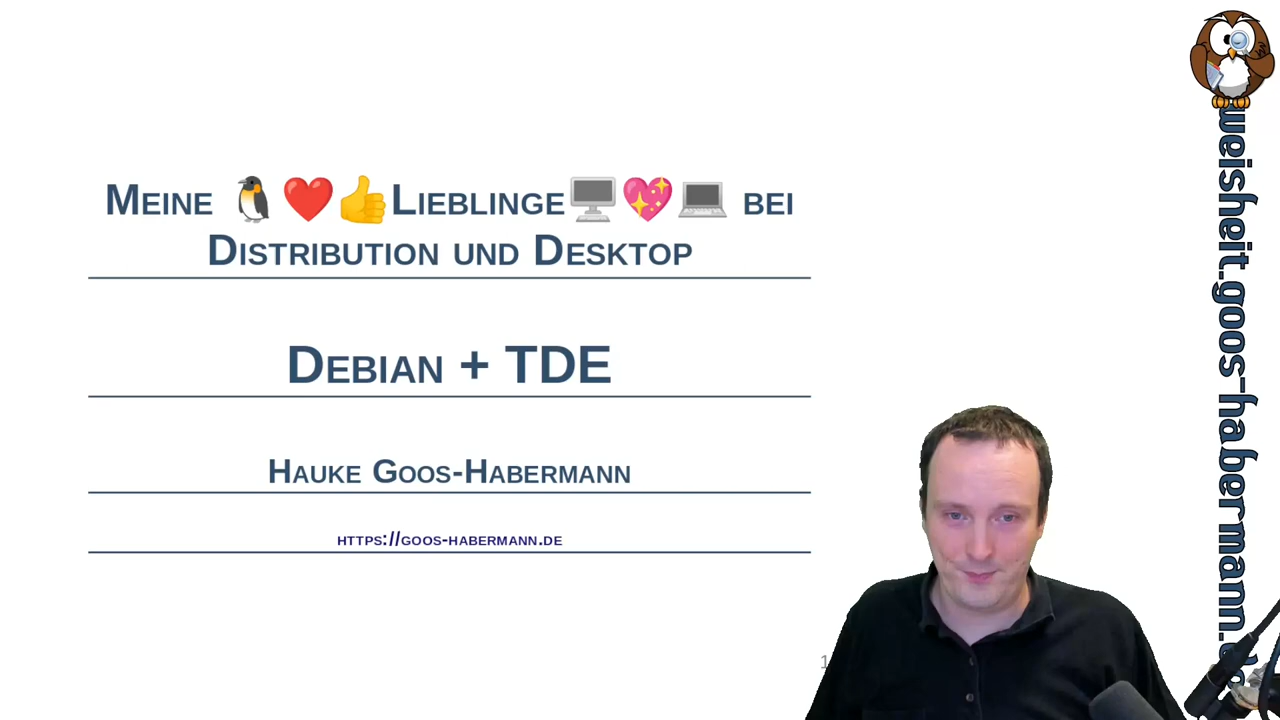 Meine 🐧❤️👍Lieblinge🖥️💖💻 bei
Distribution und Desktop
Debian + TDE
Hauke Goos-Habermann
https://goos-habermann.de
1
weisheit.goos-habermann.de